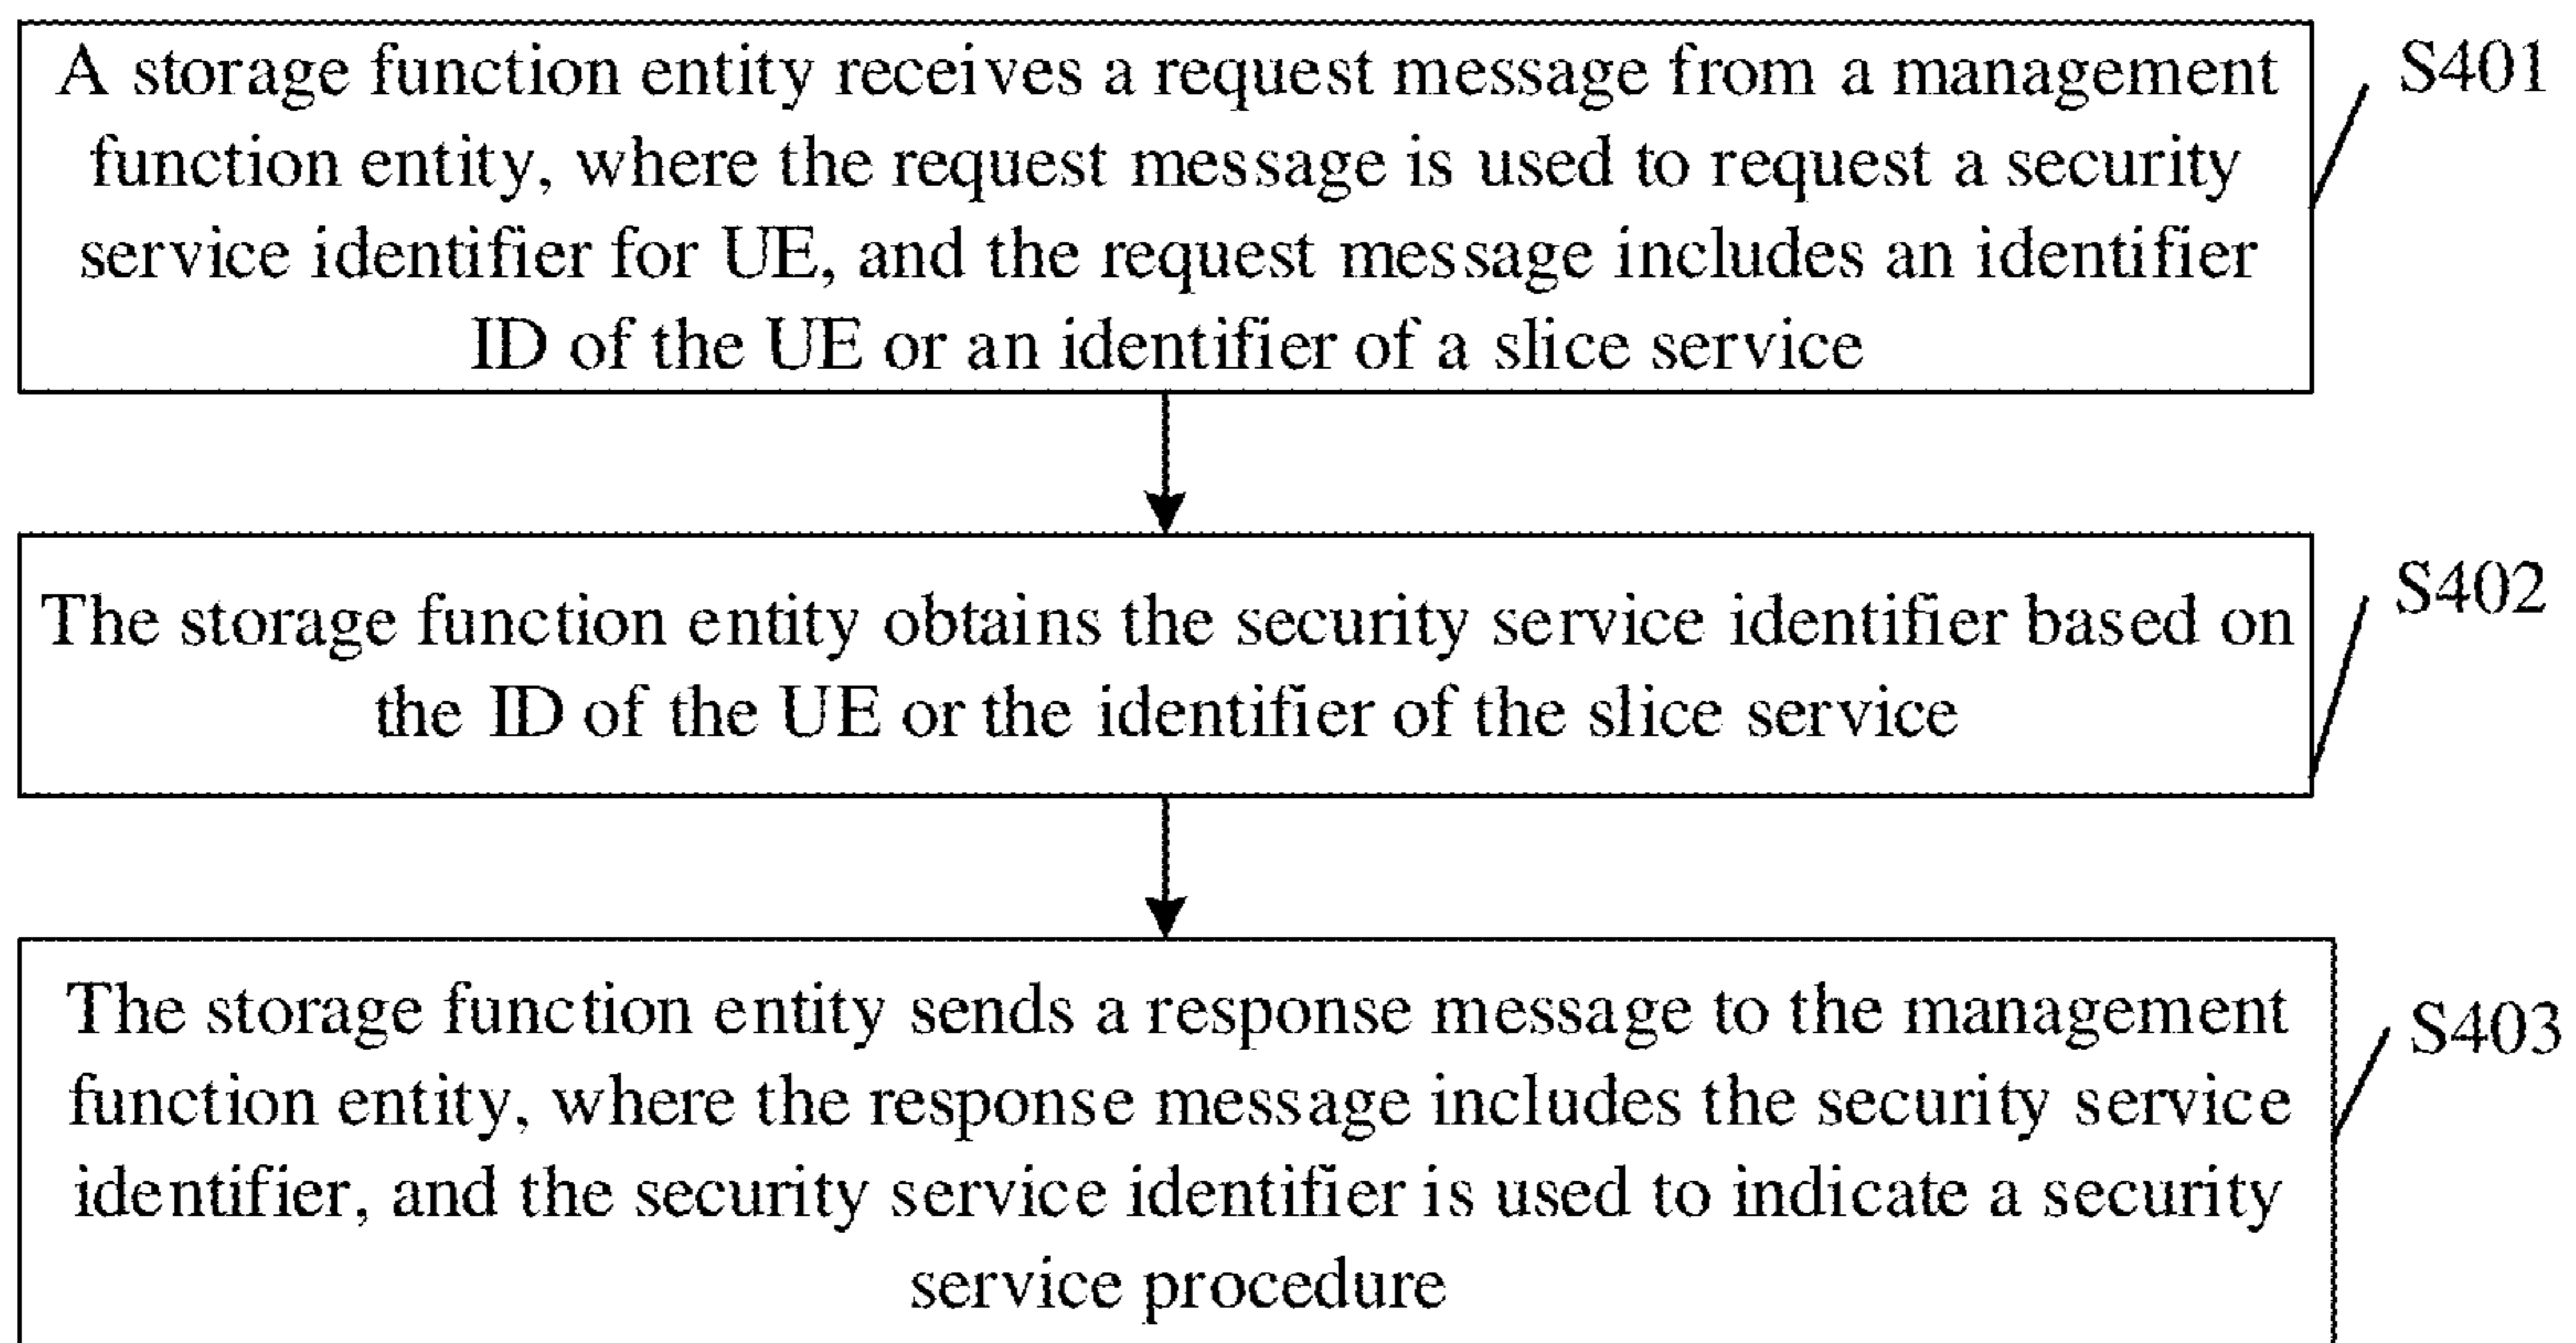 A storage function entity receives a request message from a management
function entity, where the request message is used to request a security
service identifier for UE, and the request message includes an identifier
ID of the UE or an identifier of a slice service
S401
The storage function entity obtains the security service identifier based on
the ID of the UE or the identifier of the slice service
S402
The storage function entity sends a response message to the management
function entity, where the response message includes the security service
identifier, and the security service identifier is used to indicate a security
service procedure
S403